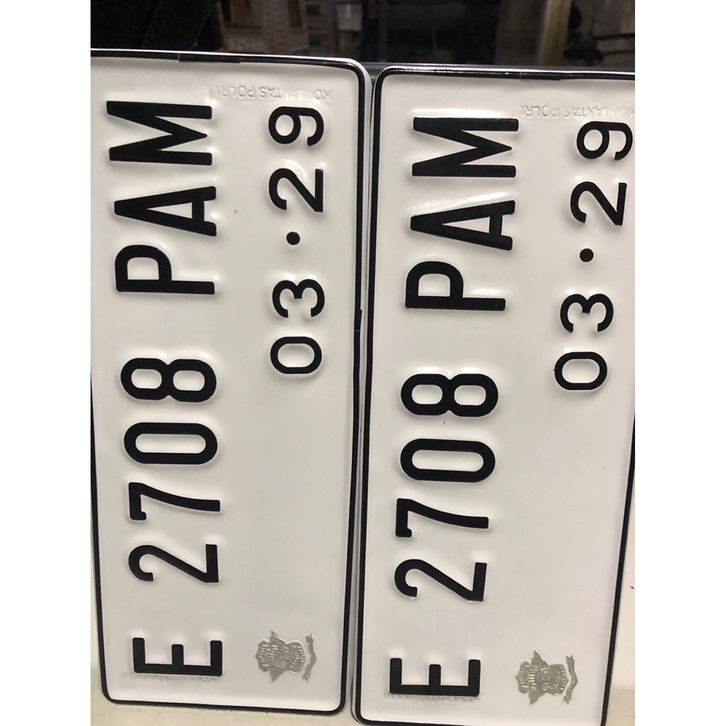 E 2708 PAM
03·29
KORLANTAS POLRI
E 2708 PAM
03·29
KORLANTAS POLRI